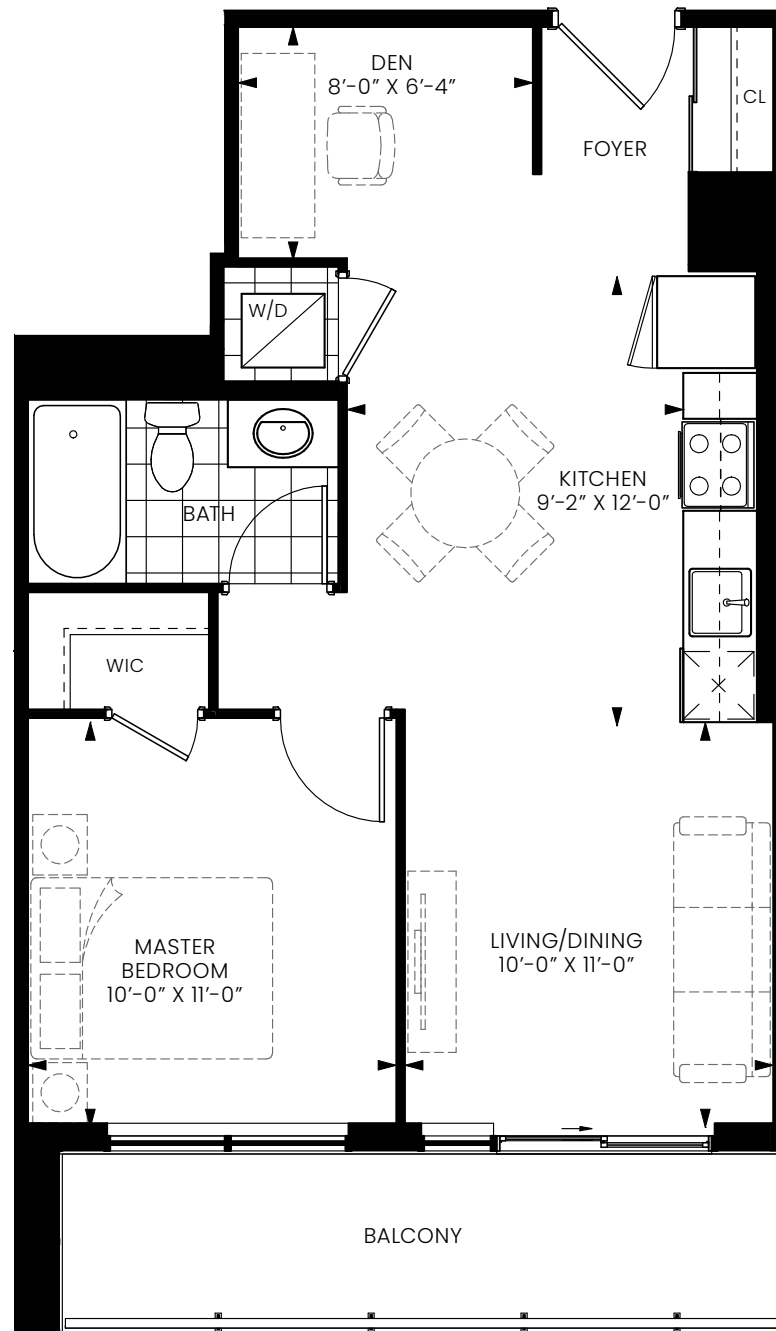 DEN
8’-0” X 6’-4”
CL
FOYER
W/D
KITCHEN
9’-2” X 12’-0”
BATH
WIC
MASTER
BEDROOM
10’-0” X 11’-0”
LIVING/DINING
10’-0” X 11’-0”
BALCONY